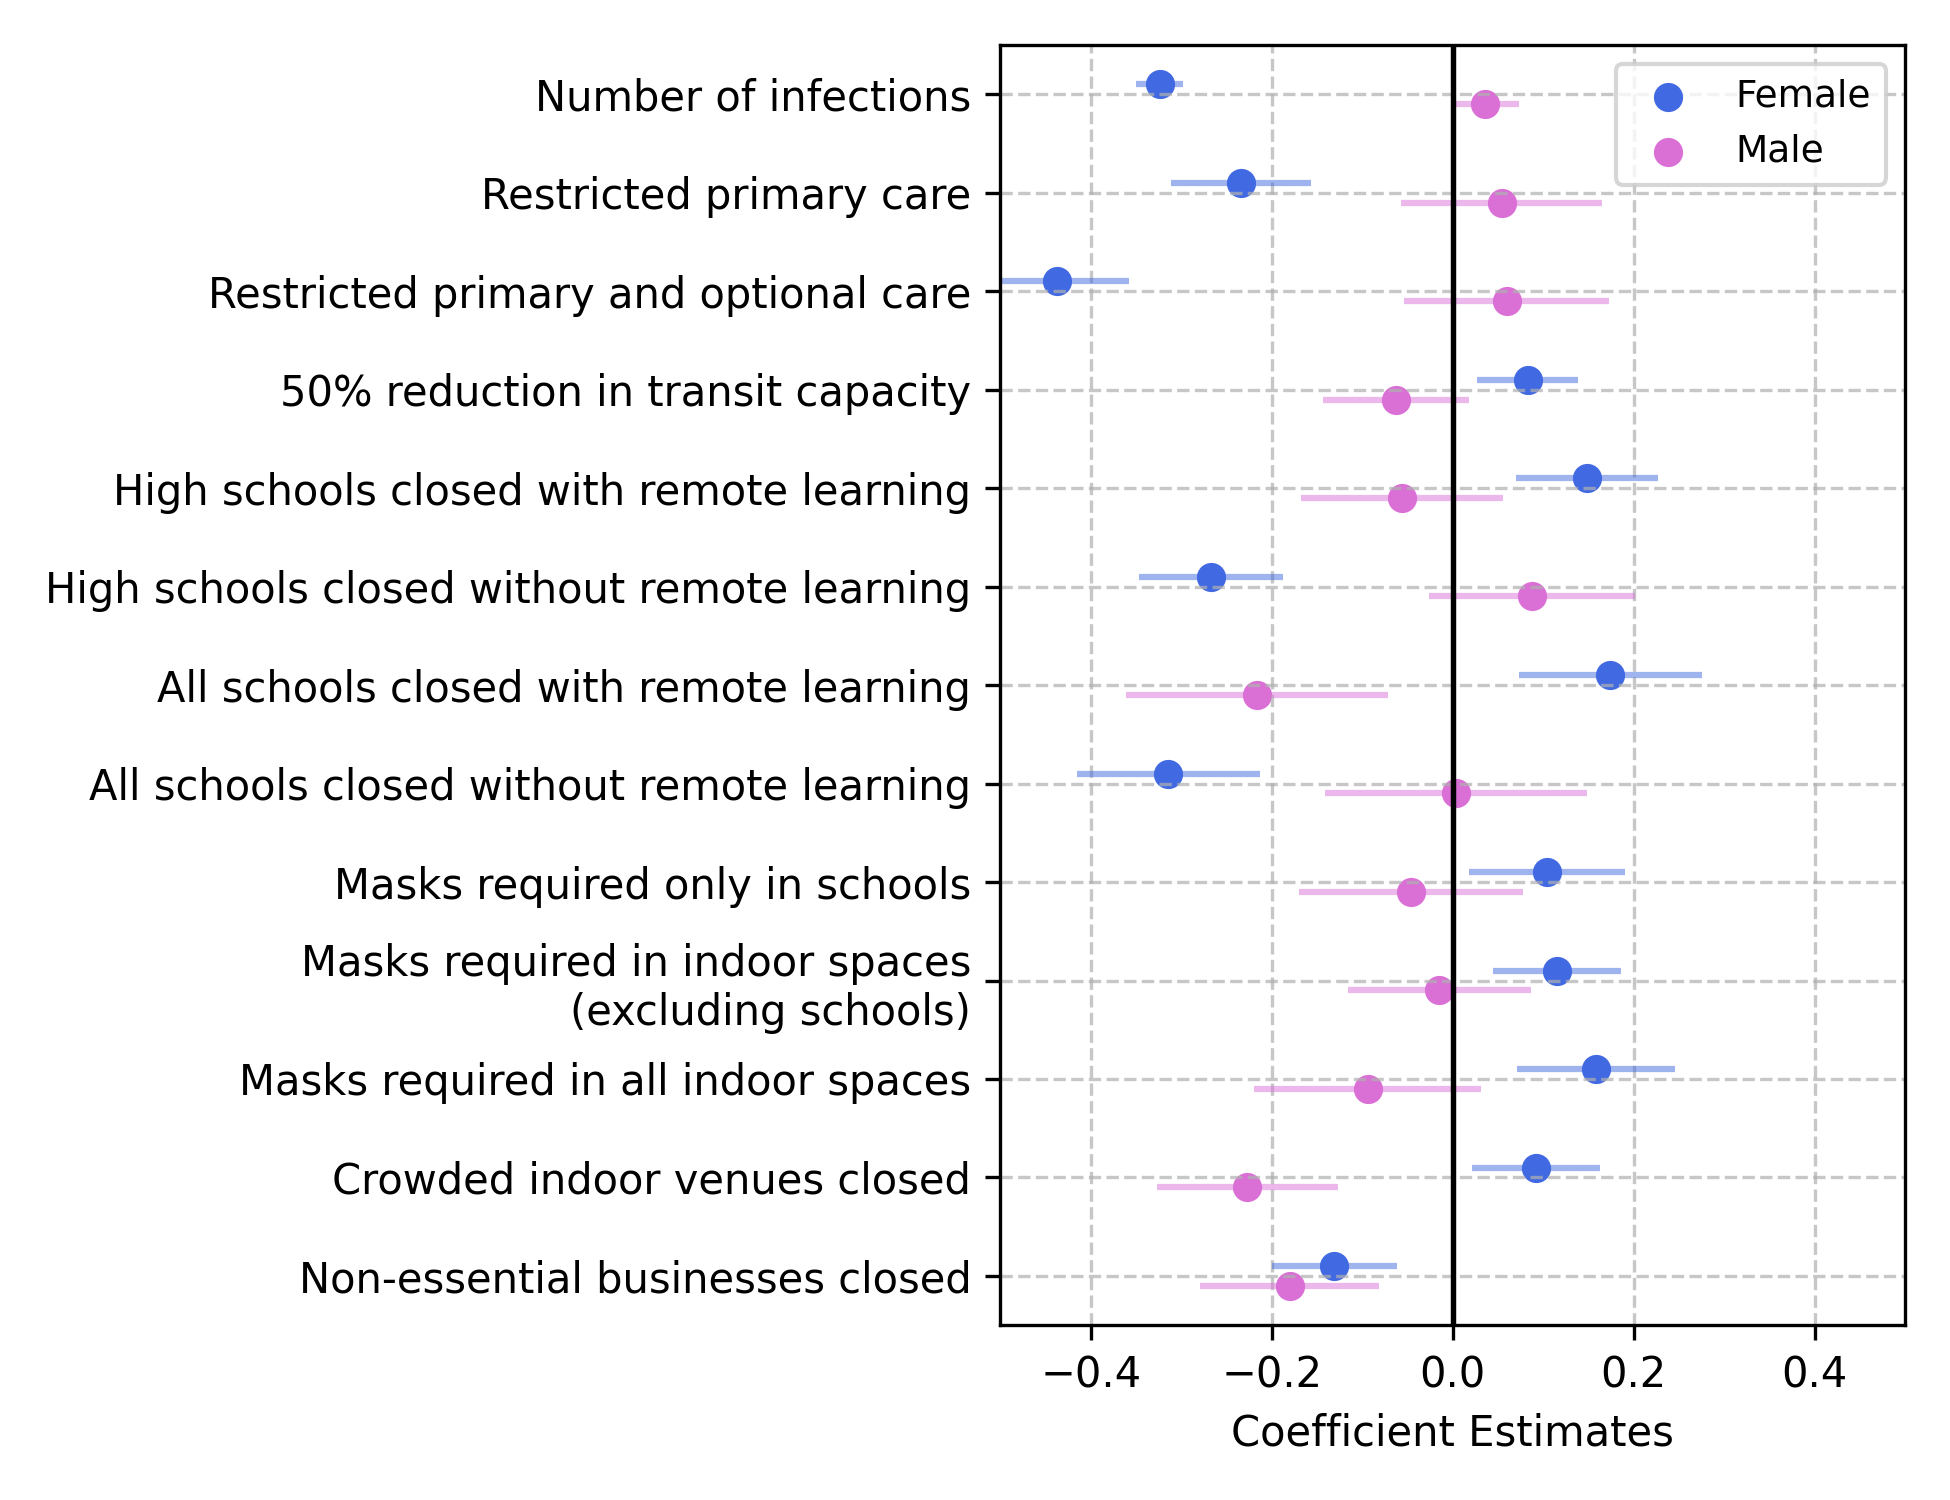 Number of infections
Restricted primary care
Restricted primary and optional care
50% reduction in transit capacity
High schools closed with remote learning
High schools closed without remote learning
All schools closed with remote learning
All schools closed without remote learning
Masks required only in schools
Masks required in indoor spaces
(excluding schools)
Masks required in all indoor spaces
Crowded indoor venues closed
Non-essential businesses closed
Female
Male
−0.4 −0.2 0.0 0.2 0.4
Coefficient Estimates